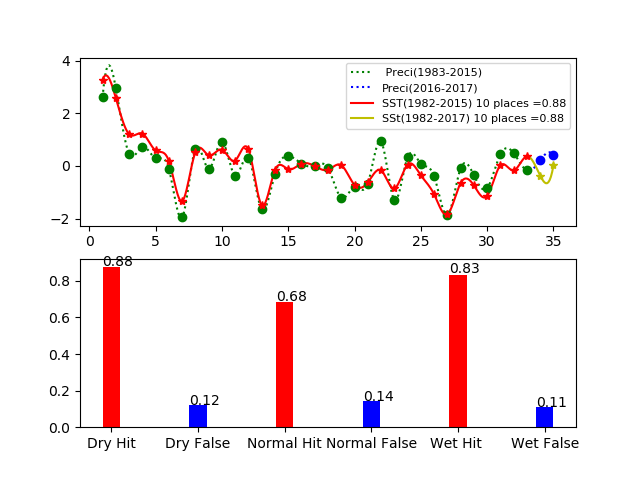 4
2
0
−2
Preci(1983-2015)
Preci(2016-2017)
SST(1982-2015) 10 places =0.88
SSt(1982-2017) 10 places =0.88
0 5 10 15 20 25 30 35
0.8
0.6
0.4
0.2
0.0
0.88
0.12
0.68
0.14
0.83
0.11
Dry Hit Dry False Normal Hit Normal False Wet Hit Wet False